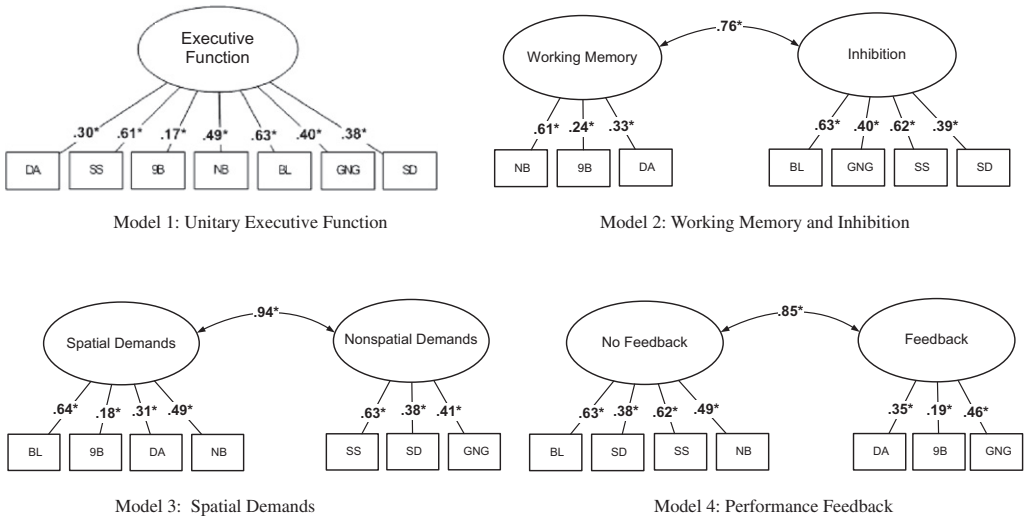 Executive
Function
.30* .61* .17* .49* .63* .40* .38*
DA SS 9B NB BL GNG SD
Model 1: Unitary Executive Function
.76*
Working Memory Inhibition
.61* .24* .33* .63* .40* .62* .39*
NB 9B DA BL GNG SS SD
Model 2: Working Memory and Inhibition
.94*
Spatial Demands Nonspatial Demands
.64* .18* .31* .49* .63* .38* .41*
BL 9B DA NB SS SD GNG
Model 3: Spatial Demands
.85*
No Feedback Feedback
.63* .38* .62* .49* .35* .19* .46*
BL SD SS NB DA 9B GNG
Model 4: Performance Feedback